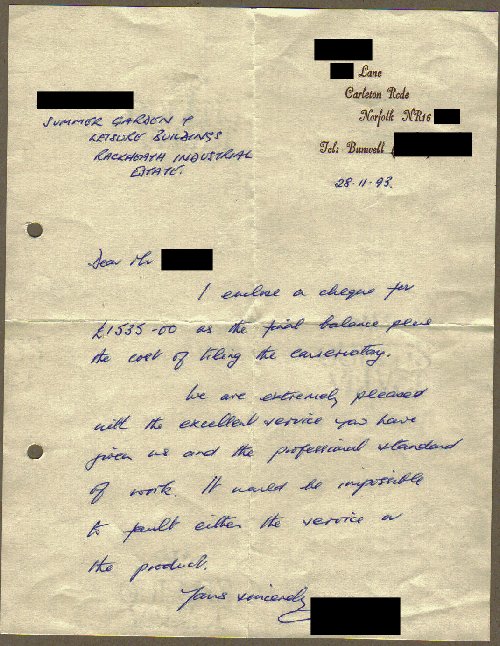 Lane
Carleton Rode
Norfolk NR16
Tel: Bunwell
SUMMER GARDEN &
LEISURE BUILDINGS
RACKHEATH INDUSTRIAL
ESTATE.
28-11-93.
Dear Mr
I enclose a cheque for
£1535-00 as the final balance plus
the cost of tiling the conservatory.
We are extremely pleased
with the excellent service you have
given us and the professional standard
of work. It would be impossible
to fault either the service or
the product.
Yours sincerely